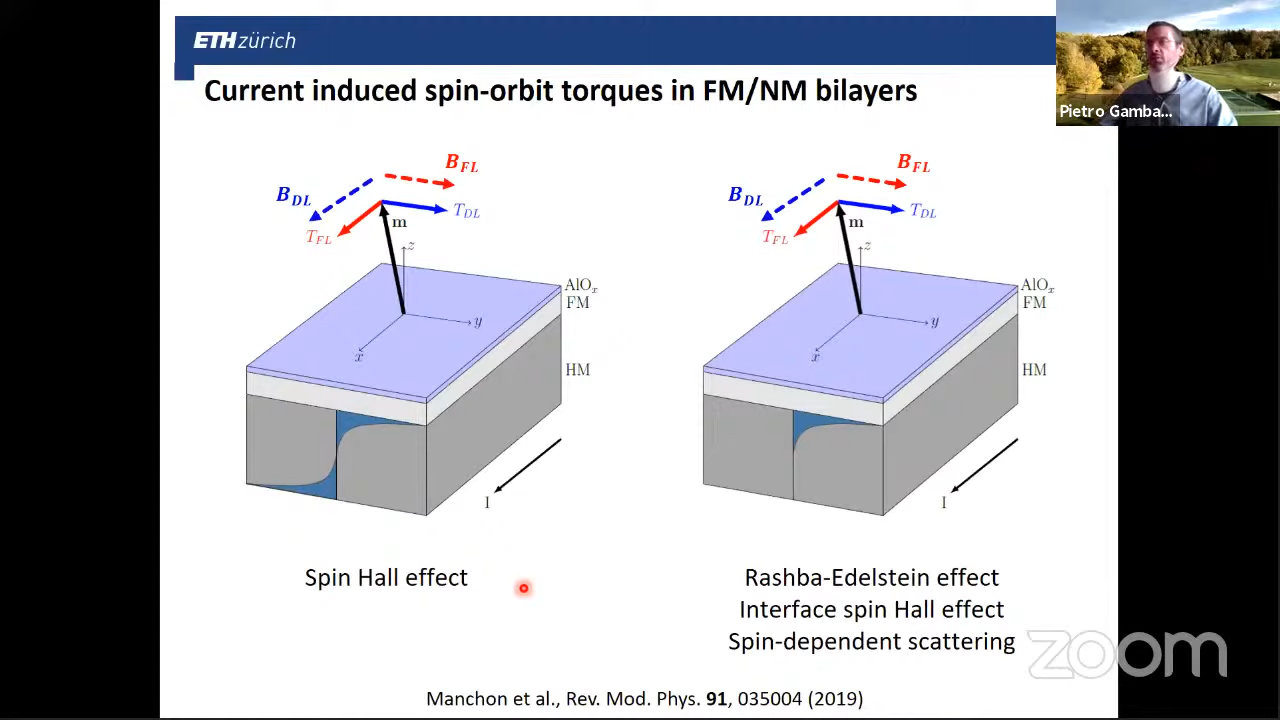 ETH zürich
Current induced spin-orbit torques in FM/NM bilayers
Pietro Gamba...
B_FL
B_DL
T_DL
T_FL
m
z
y
x
AlO_x
FM
HM
I
Spin Hall effect
B_FL
B_DL
T_DL
T_FL
m
z
y
x
AlO_x
FM
HM
I
Rashba-Edelstein effect
Interface spin Hall effect
Spin-dependent scattering
zoom
Manchon et al., Rev. Mod. Phys. 91, 035004 (2019)